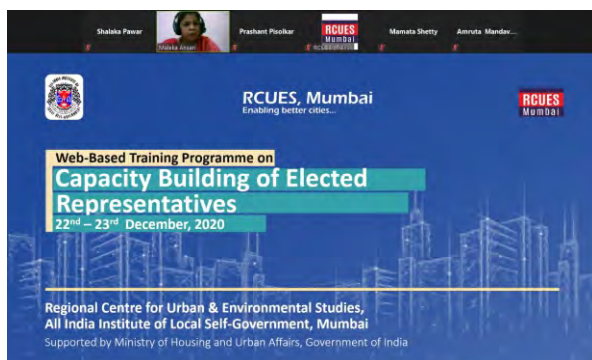 Shalaka Pawar
Prashant Pisolkar
RCUES
Mumbai
Mamata Shetty
Amruta Mandav...
RCUES, Mumbai
Enabling better cities...
RCUES
Mumbai
Web-Based Training Programme on
Capacity Building of Elected
Representatives
22nd – 23rd December, 2020
Regional Centre for Urban & Environmental Studies,
All India Institute of Local Self-Government, Mumbai
Supported by Ministry of Housing and Urban Affairs, Government of India